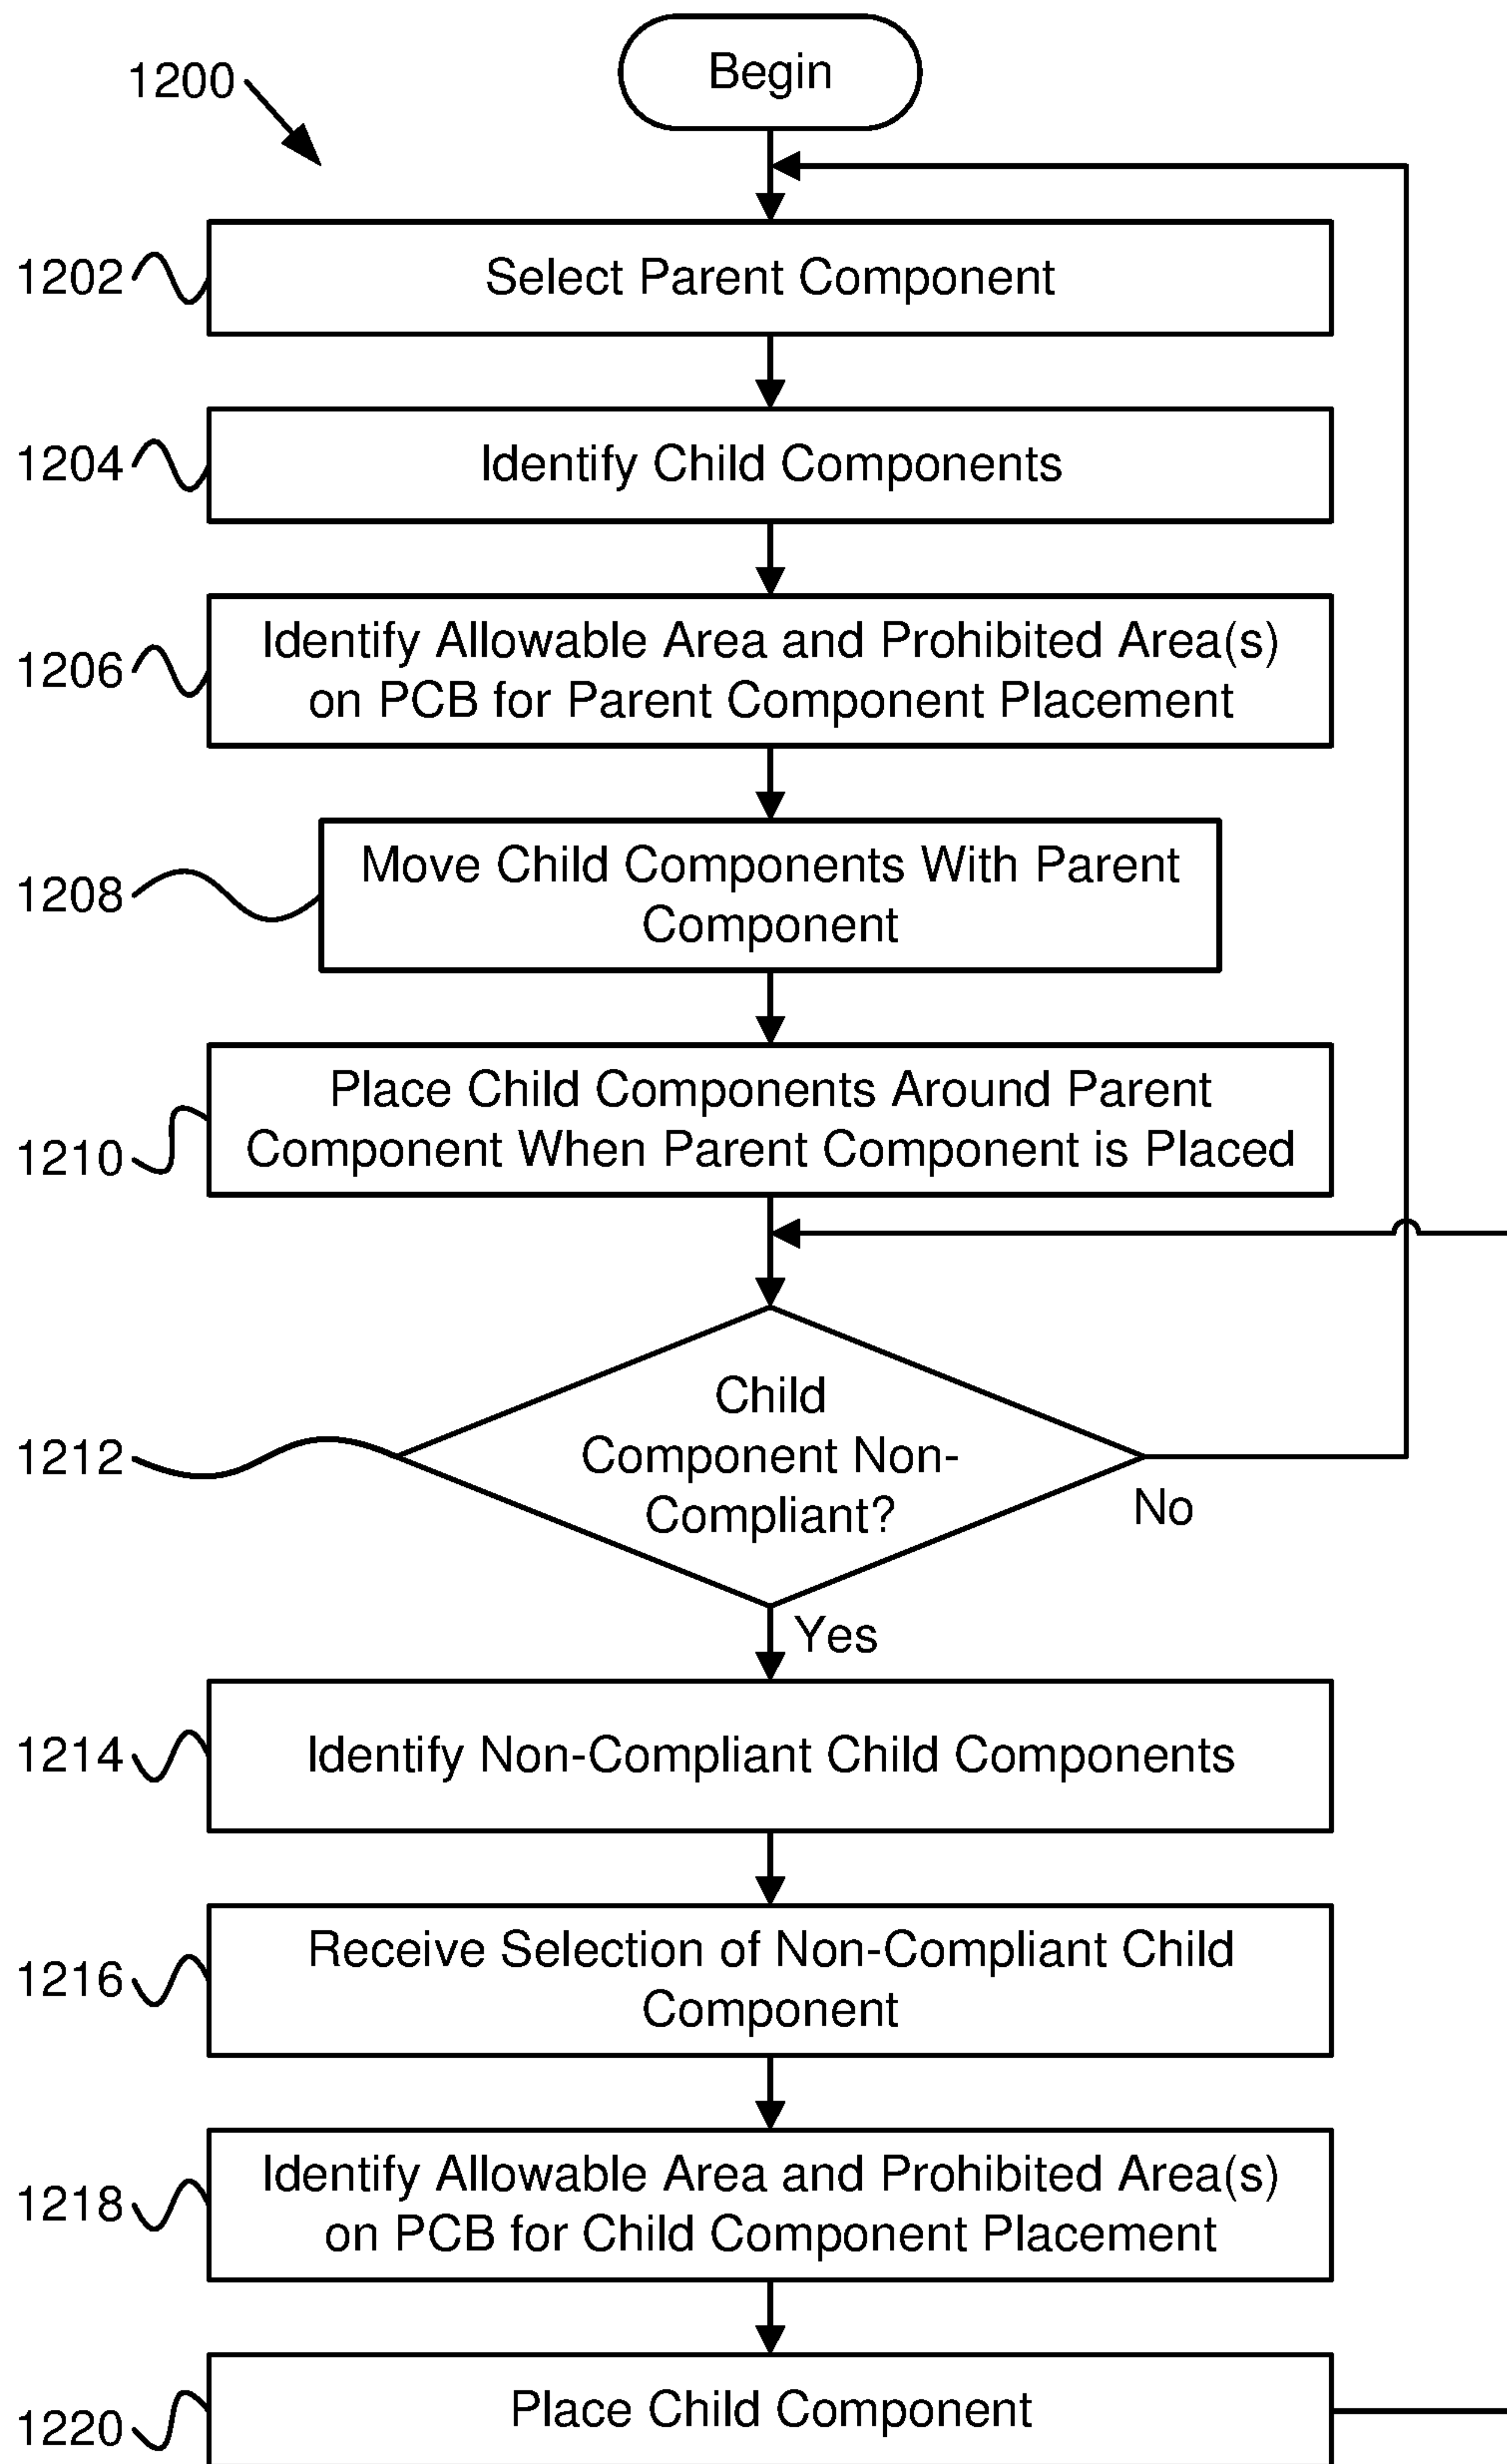 Begin
1200
1202
Select Parent Component
1204
Identify Child Components
1206
Identify Allowable Area and Prohibited Area(s)
on PCB for Parent Component Placement
1208
Move Child Components With Parent
Component
1210
Place Child Components Around Parent
Component When Parent Component is Placed
1212
Child
Component Non-
Compliant?
No
Yes
1214
Identify Non-Compliant Child Components
1216
Receive Selection of Non-Compliant Child
Component
1218
Identify Allowable Area and Prohibited Area(s)
on PCB for Child Component Placement
1220
Place Child Component